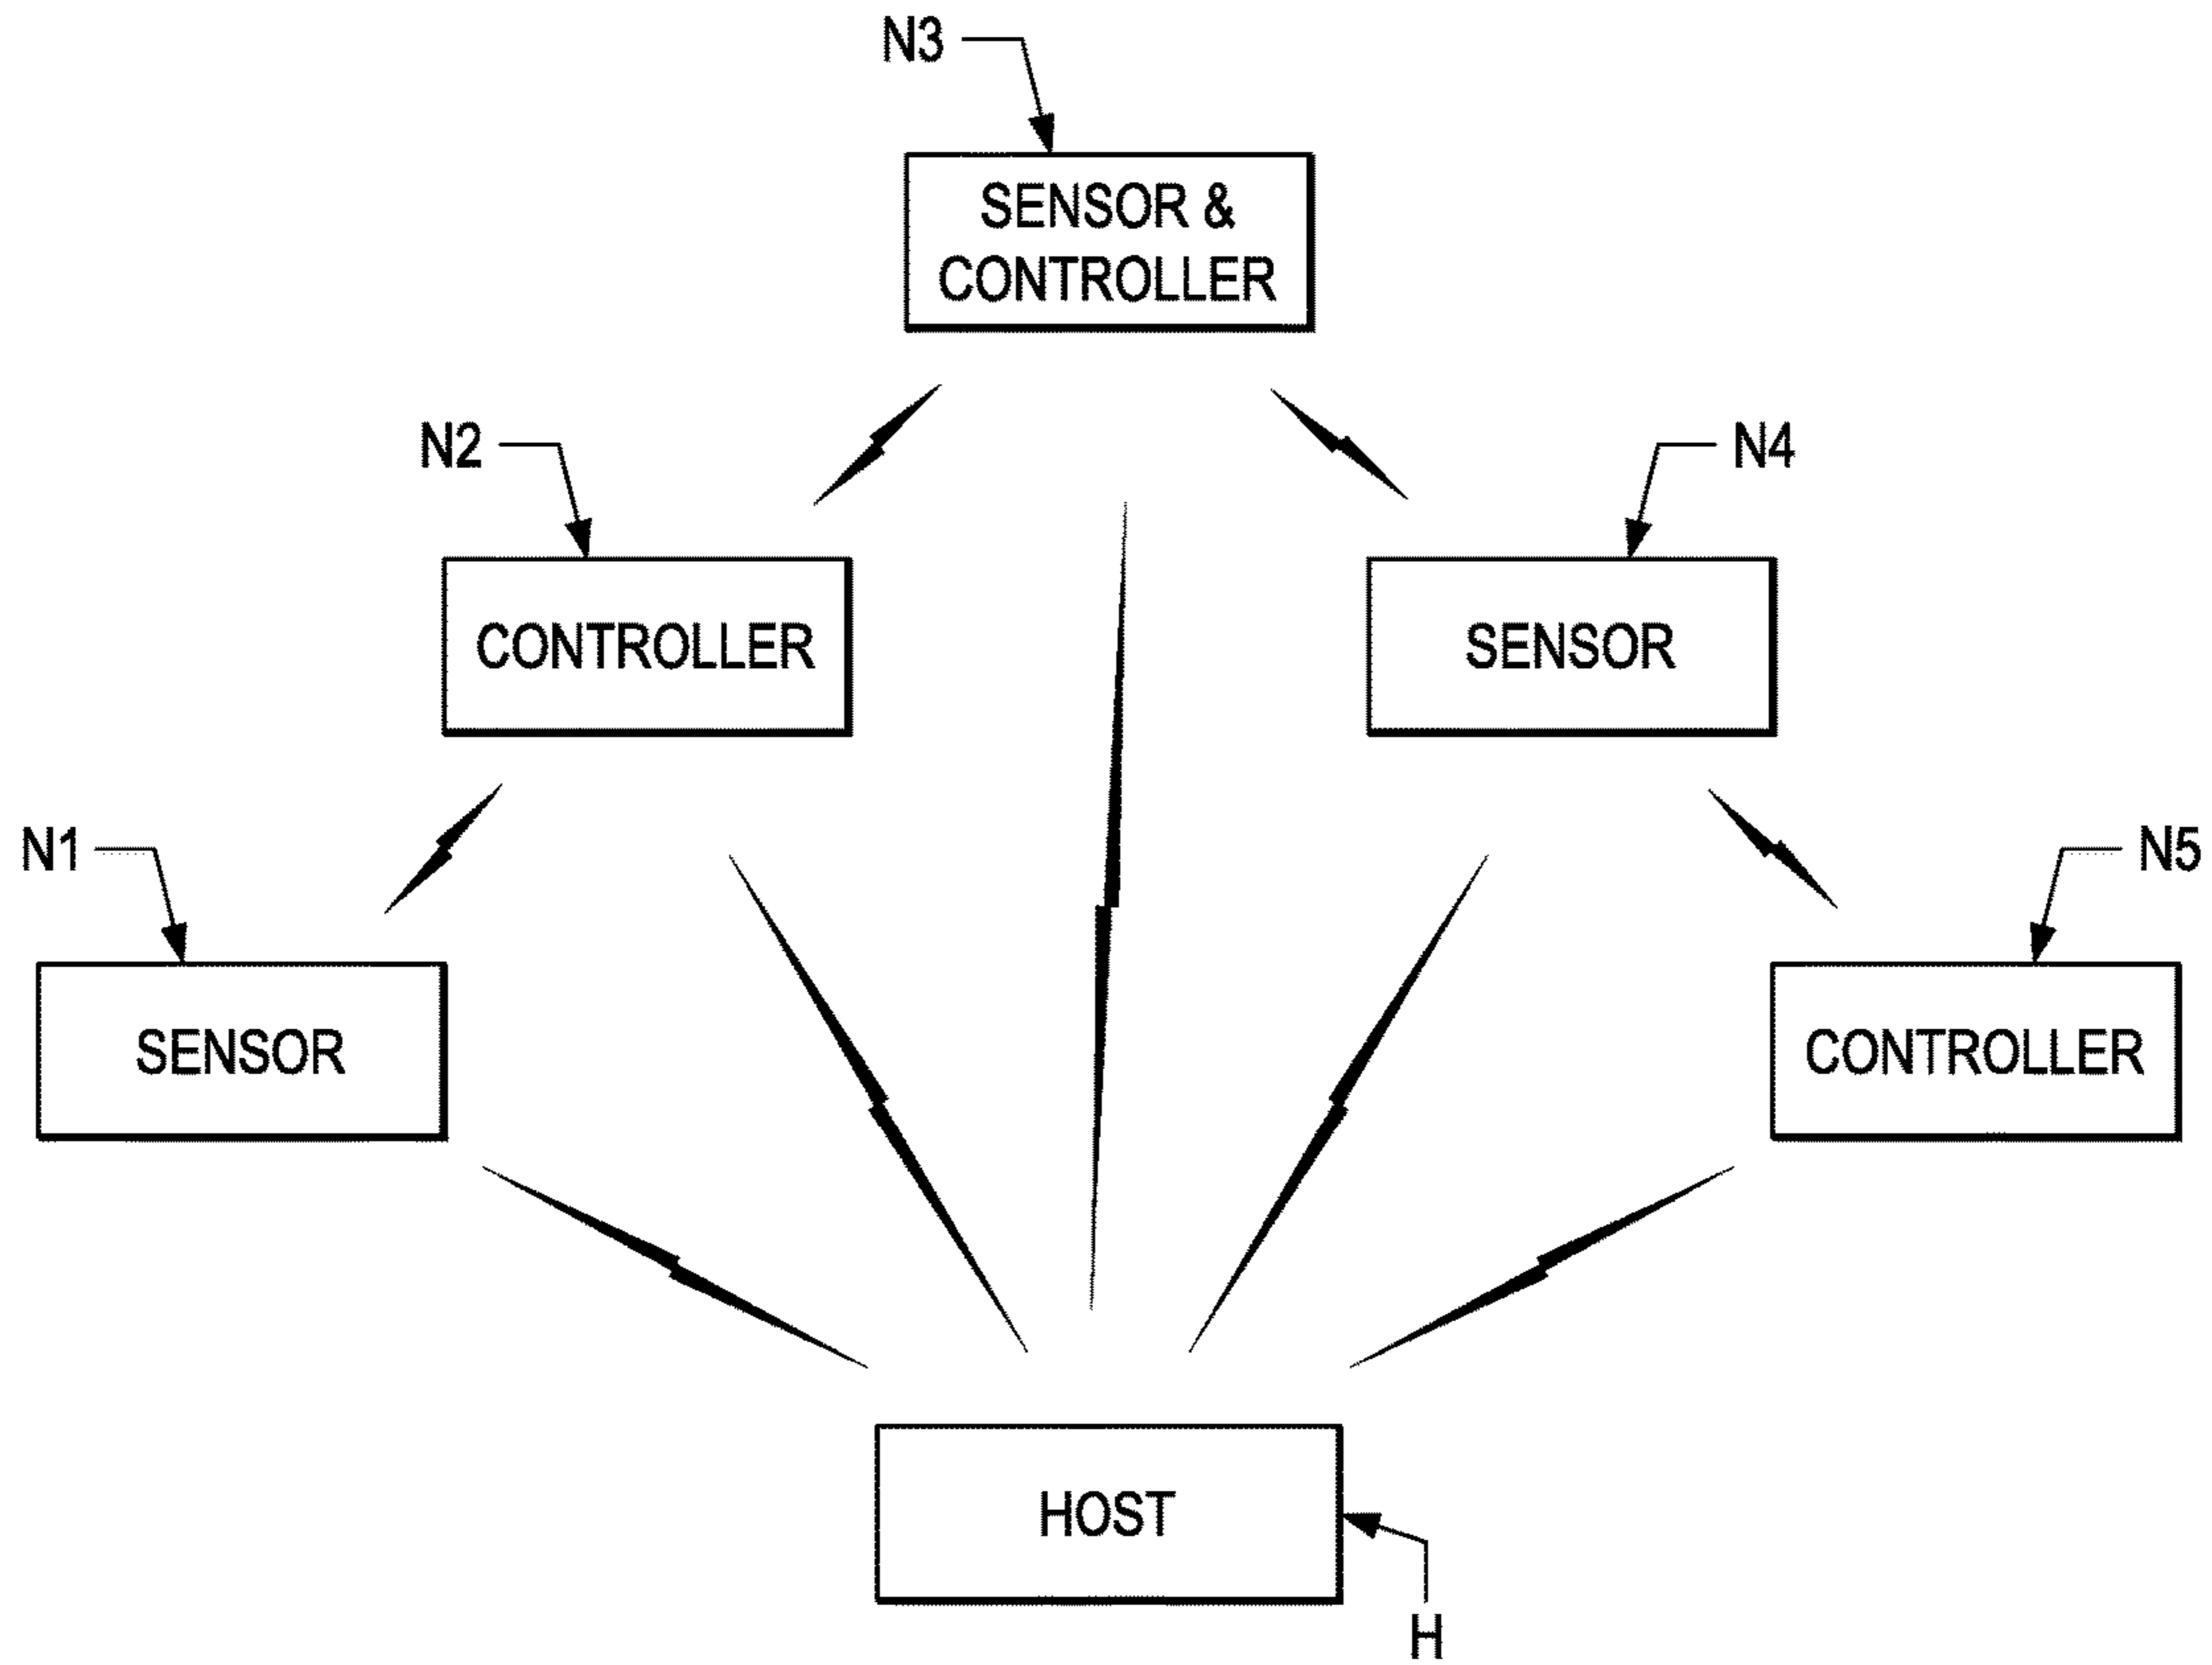 N3
SENSOR &
CONTROLLER
N2
N4
CONTROLLER
SENSOR
N1
N5
SENSOR
CONTROLLER
HOST
H